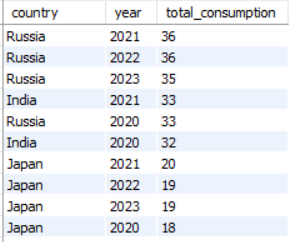 country year total_consumption
Russia 2021 36
Russia 2022 36
Russia 2023 35
India 2021 33
Russia 2020 33
India 2020 32
Japan 2021 20
Japan 2022 19
Japan 2023 19
Japan 2020 18